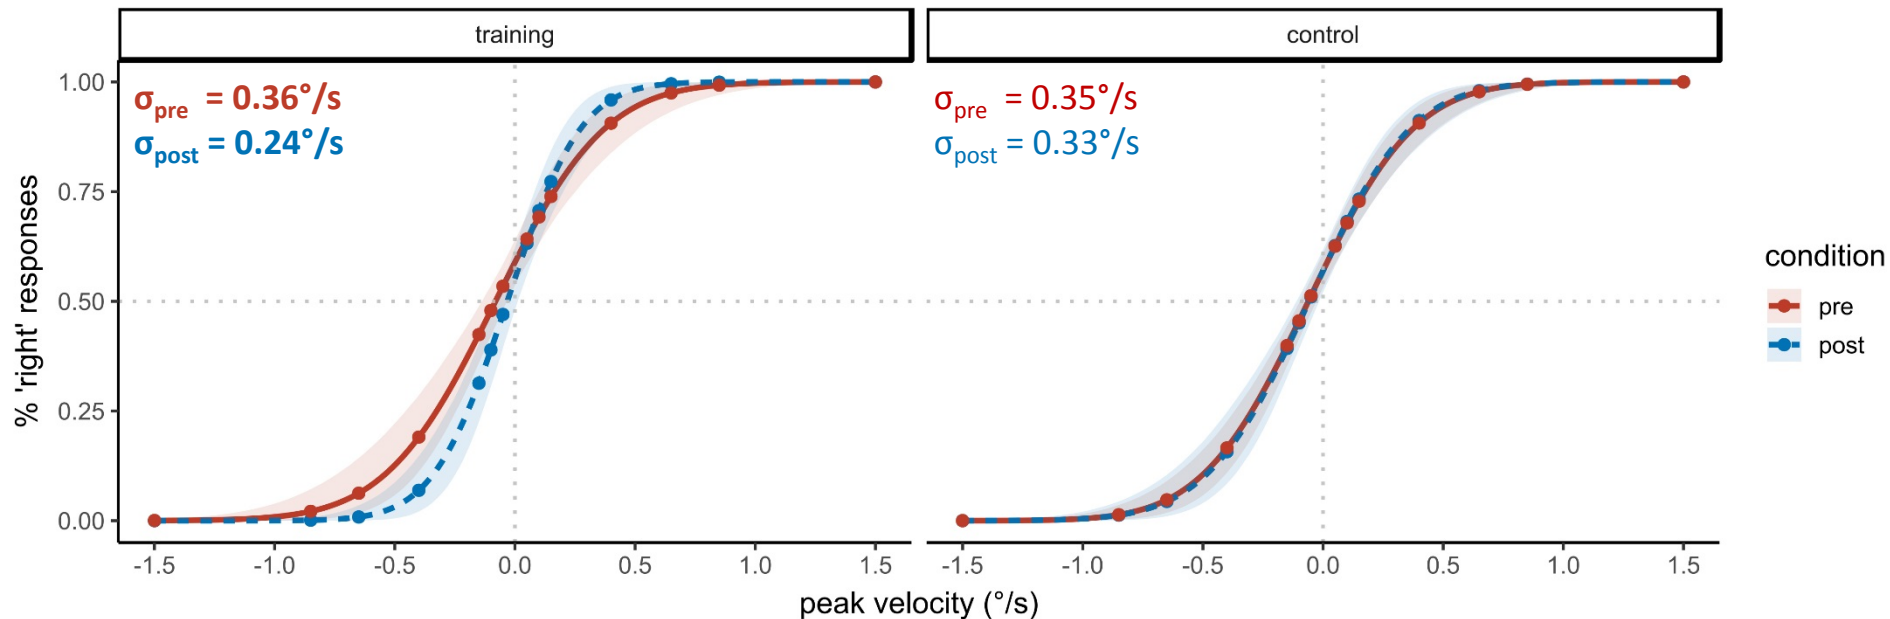 training
control
σpre = 0.36°/s
σpost = 0.24°/s
σpre = 0.35°/s
σpost = 0.33°/s
% 'right' responses
1.00
0.75
0.50
0.25
0.00
-1.5 -1.0 -0.5 0.0 0.5 1.0 1.5
-1.5 -1.0 -0.5 0.0 0.5 1.0 1.5
peak velocity (°/s)
condition
pre
post